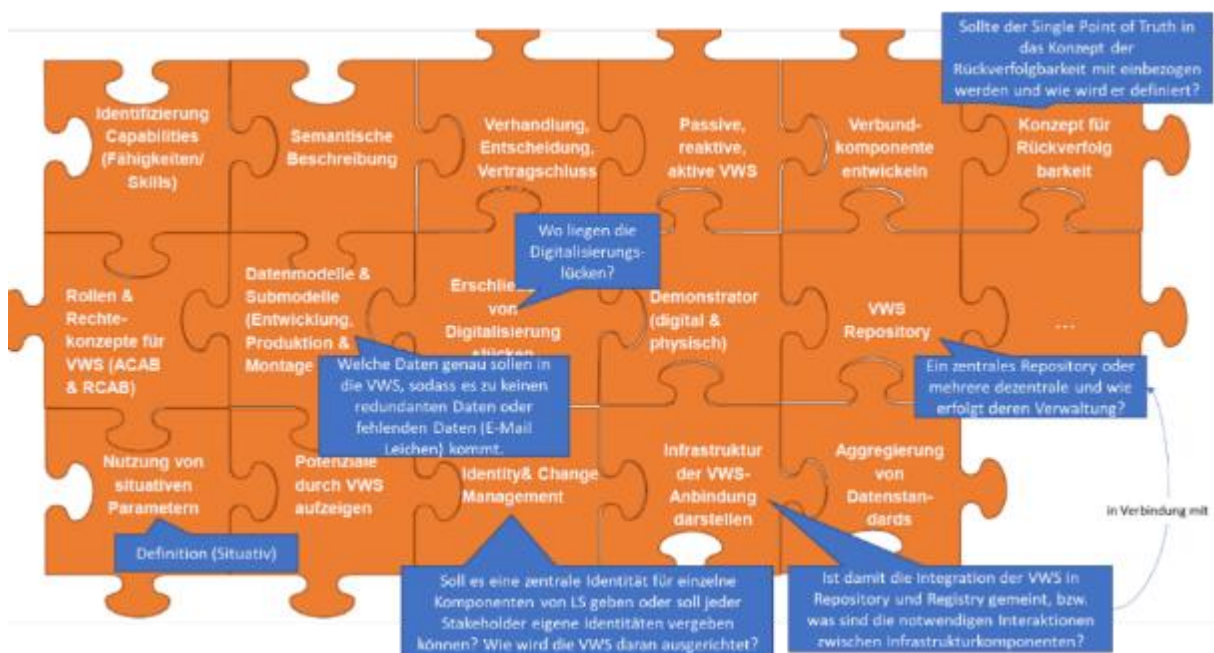 Sollte der Single Point of Truth in
das Konzept der
Rückverfolgbarkeit mit einbezogen
werden und wie wird er definiert?
Identifizierung
Capabilities
(Fähigkeiten/
Skills)
Semantische
Beschreibung
Verhandlung,
Entscheidung,
Vertragschluss
Passive,
reaktive,
aktive VWS
Verbund-
komponente
entwickeln
Konzept für
Rückverfolg
barkeit
Wo liegen die
Digitalisierungs-
lücken?
Rollen &
Rechte-
konzepte für
VWS (ACAB
& RCAB)
Datenmodelle &
Submodelle
(Entwicklung,
Produktion &
Montage
von
Digitalisierung
Demonstrator
(digital &
physisch)
VWS
Repository
...
Welche Daten genau sollen in
die VWS, sodass es zu keinen
redundanten Daten oder
fehlenden Daten (E-Mail
Leichen) kommt.
Ein zentrales Repository oder
mehrere dezentrale und wie
erfolgt deren Verwaltung?
Nutzung von
situativen
Parametern
Potenziale
durch VWS
aufzeigen
Identity& Change
Management
Infrastruktur
der VWS-
Anbindung
darstellen
Aggregierung
von
Datenstan-
dards
in Verbindung mit
Definition (Situativ)
Soll es eine zentrale Identität für einzelne
Komponenten von LS geben oder soll jeder
Stakeholder eigene Identitäten vergeben
können? Wie wird die VWS daran ausgerichtet?
Ist damit die Integration der VWS in
Repository und Registry gemeint, bzw.
was sind die notwendigen Interaktionen
zwischen Infrastrukturkomponenten?